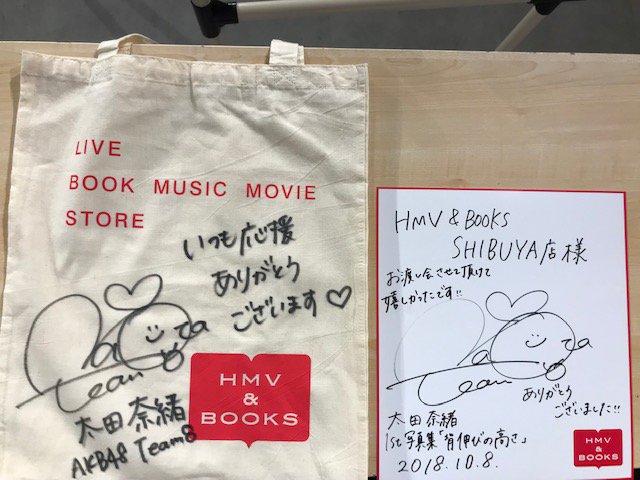 LIVE
BOOK MUSIC MOVIE
STORE
いつも応援
ありがとう
ございます♡
Team
太田 奈緒
AKB48 Team8
HMV
&
BOOKS
HMV & BOOKS
SHIBUYA店様
お渡し会させて頂けて
嬉しかったです!!
Team
ありがとう
ございました!!
太田 奈緒
1st写真集「背伸びの高さ」
2018.10.8.
HMV
&
BOOKS